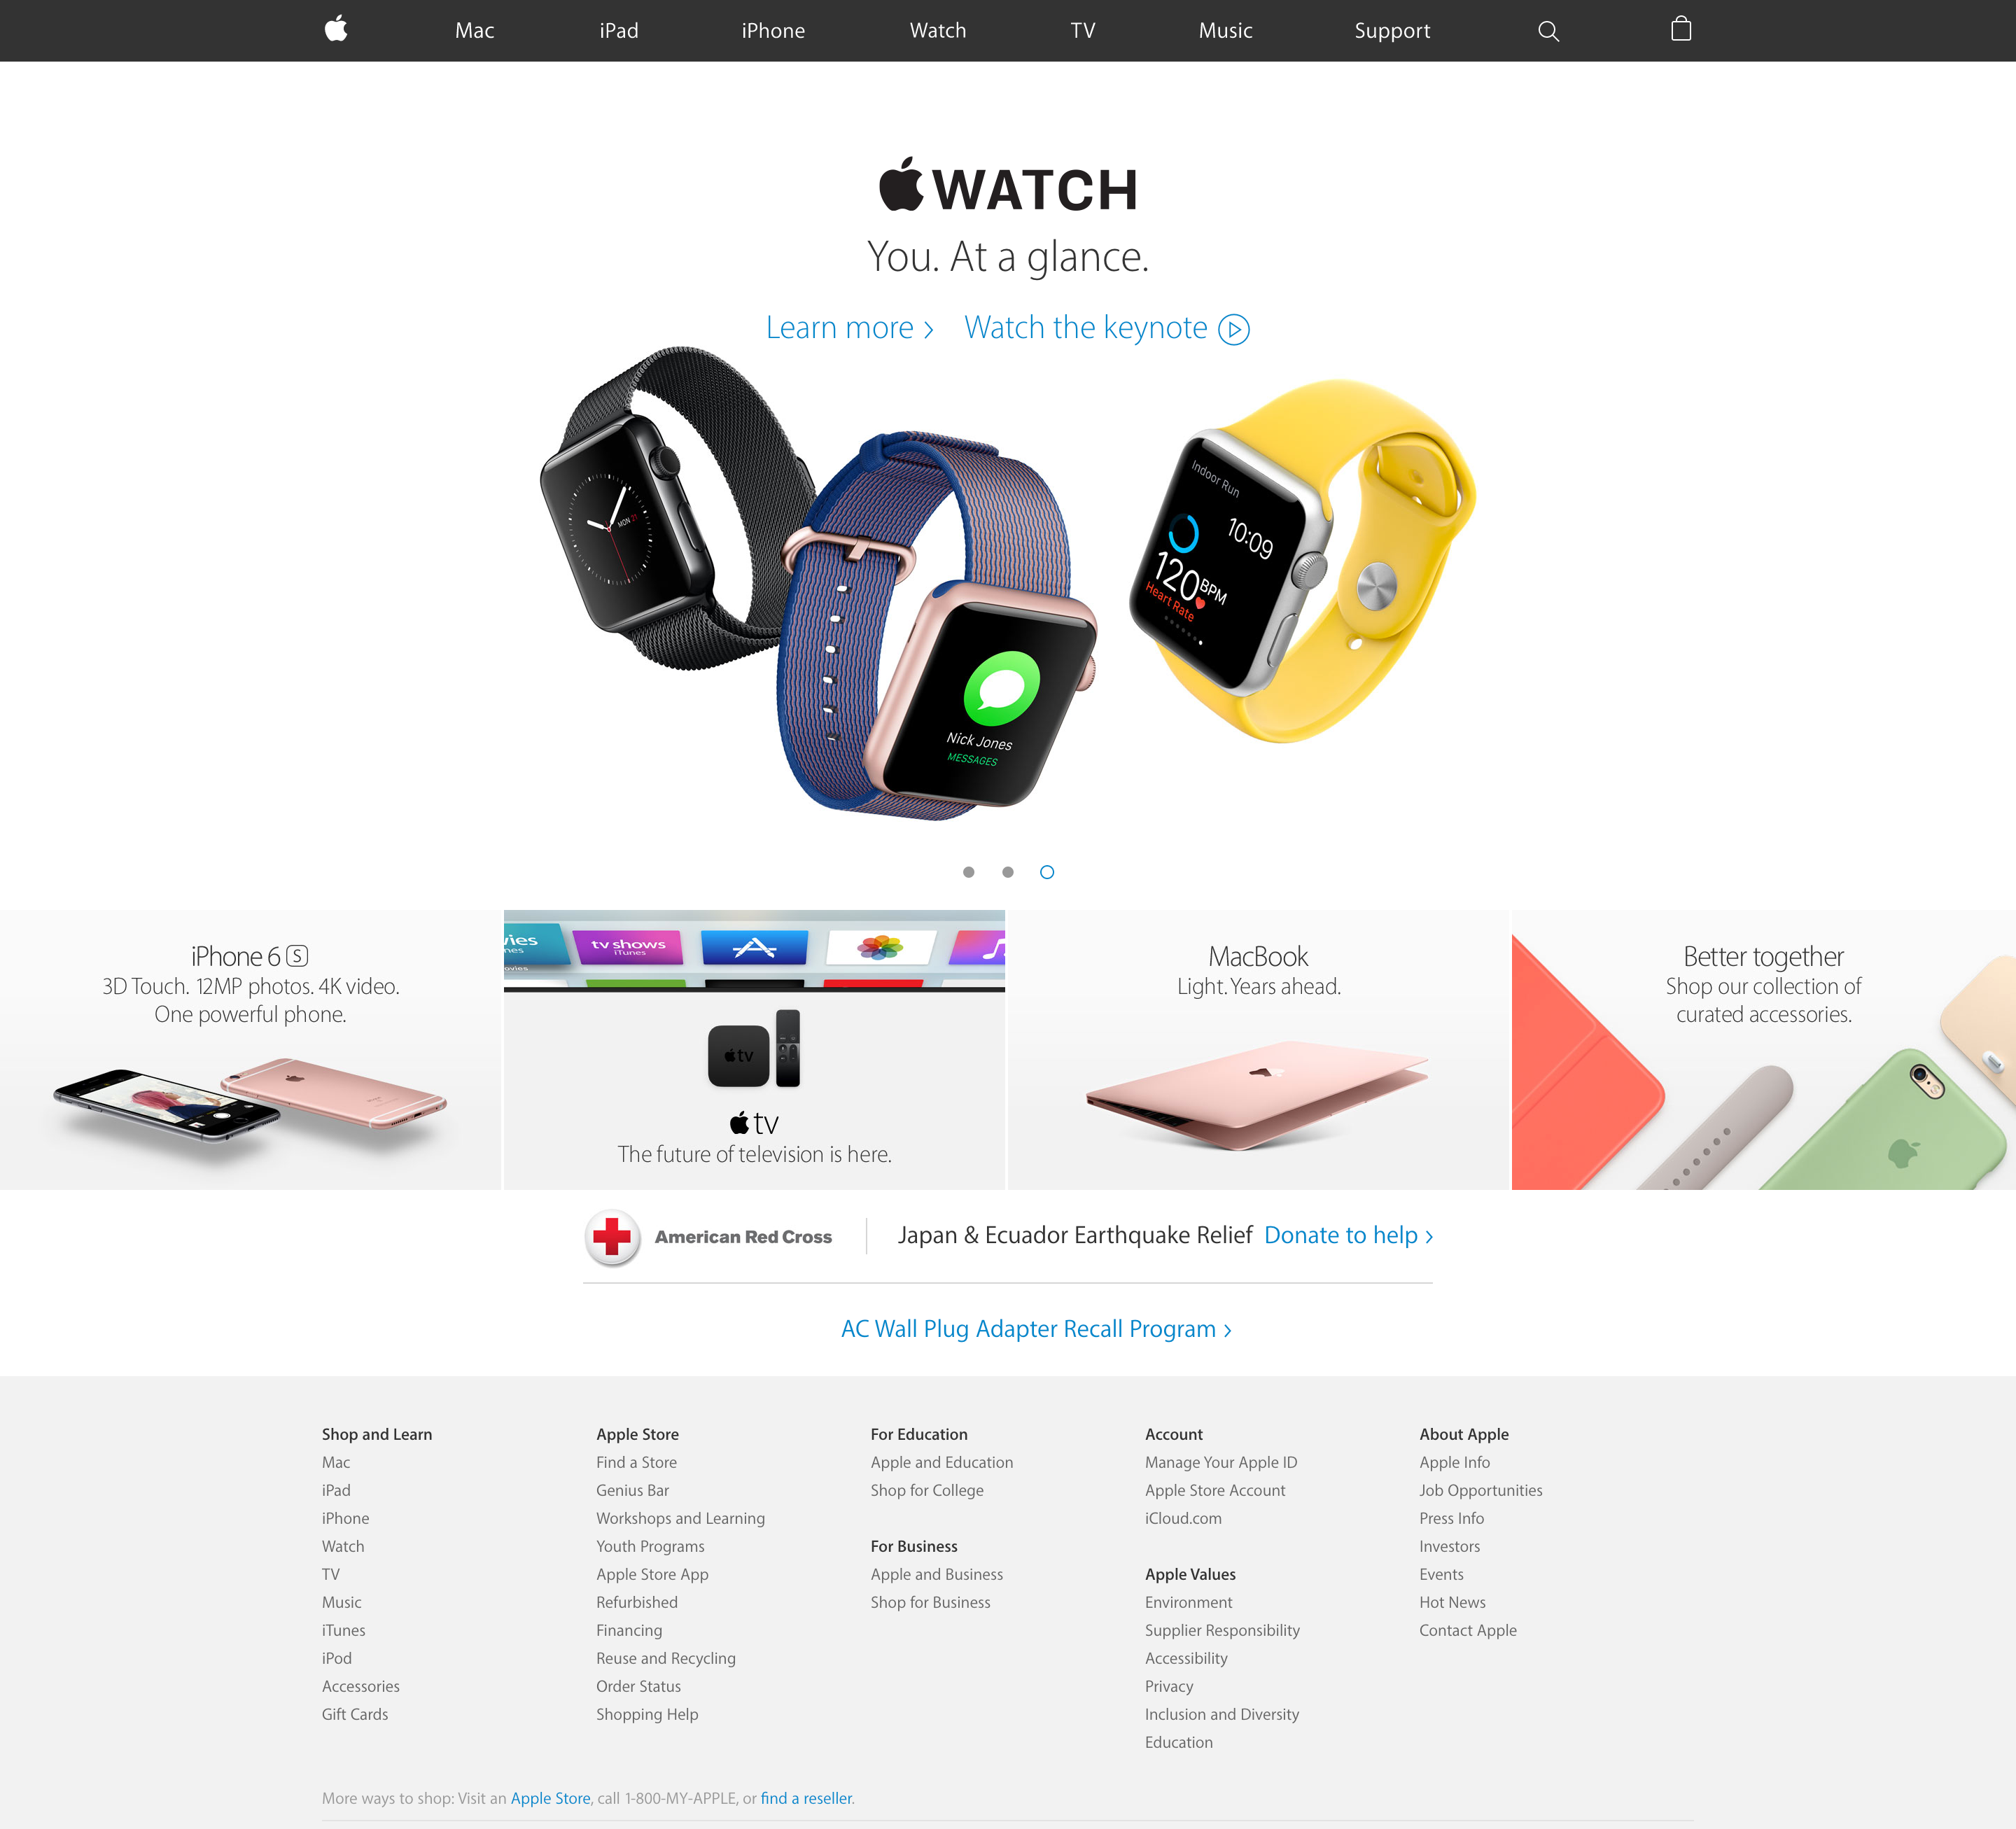 Mac iPad iPhone Watch TV Music Support
WATCH
You. At a glance.
Learn more › Watch the keynote
MON 21
Indoor Run
10:09
120 BPM
Heart Rate
Nick Jones
MESSAGES
iPhone 6 S
3D Touch. 12MP photos. 4K video.
One powerful phone.
tv shows
iTunes
tv
tv
The future of television is here.
MacBook
Light. Years ahead.
Better together
Shop our collection of
curated accessories.
American Red Cross
Japan & Ecuador Earthquake Relief Donate to help ›
AC Wall Plug Adapter Recall Program ›
Shop and Learn
Mac
iPad
iPhone
Watch
TV
Music
iTunes
iPod
Accessories
Gift Cards
Apple Store
Find a Store
Genius Bar
Workshops and Learning
Youth Programs
Apple Store App
Refurbished
Financing
Reuse and Recycling
Order Status
Shopping Help
For Education
Apple and Education
Shop for College
For Business
Apple and Business
Shop for Business
Account
Manage Your Apple ID
Apple Store Account
iCloud.com
Apple Values
Environment
Supplier Responsibility
Accessibility
Privacy
Inclusion and Diversity
Education
About Apple
Apple Info
Job Opportunities
Press Info
Investors
Events
Hot News
Contact Apple
More ways to shop: Visit an Apple Store, call 1-800-MY-APPLE, or find a reseller.